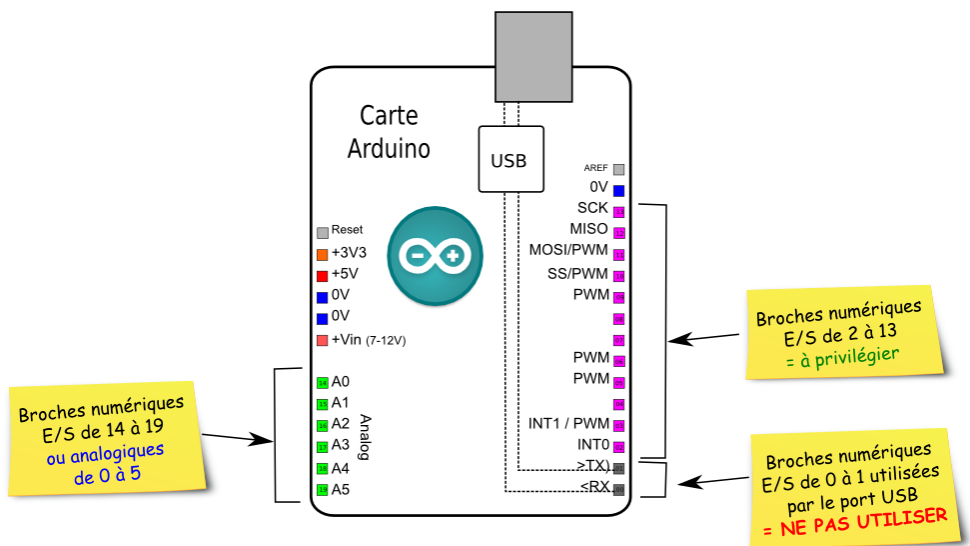 Carte
Arduino
USB
AREF
0V
SCK
MISO
MOSI/PWM
SS/PWM
PWM
PWM
PWM
INT1 / PWM
INT0
>TX)
<RX
Reset
+3V3
+5V
0V
0V
+Vin (7-12V)
A0
A1
A2
A3
A4
A5
Analog
Broches numériques
E/S de 14 à 19
ou analogiques
de 0 à 5
Broches numériques
E/S de 2 à 13
= à privilégier
Broches numériques
E/S de 0 à 1 utilisées
par le port USB
= NE PAS UTILISER